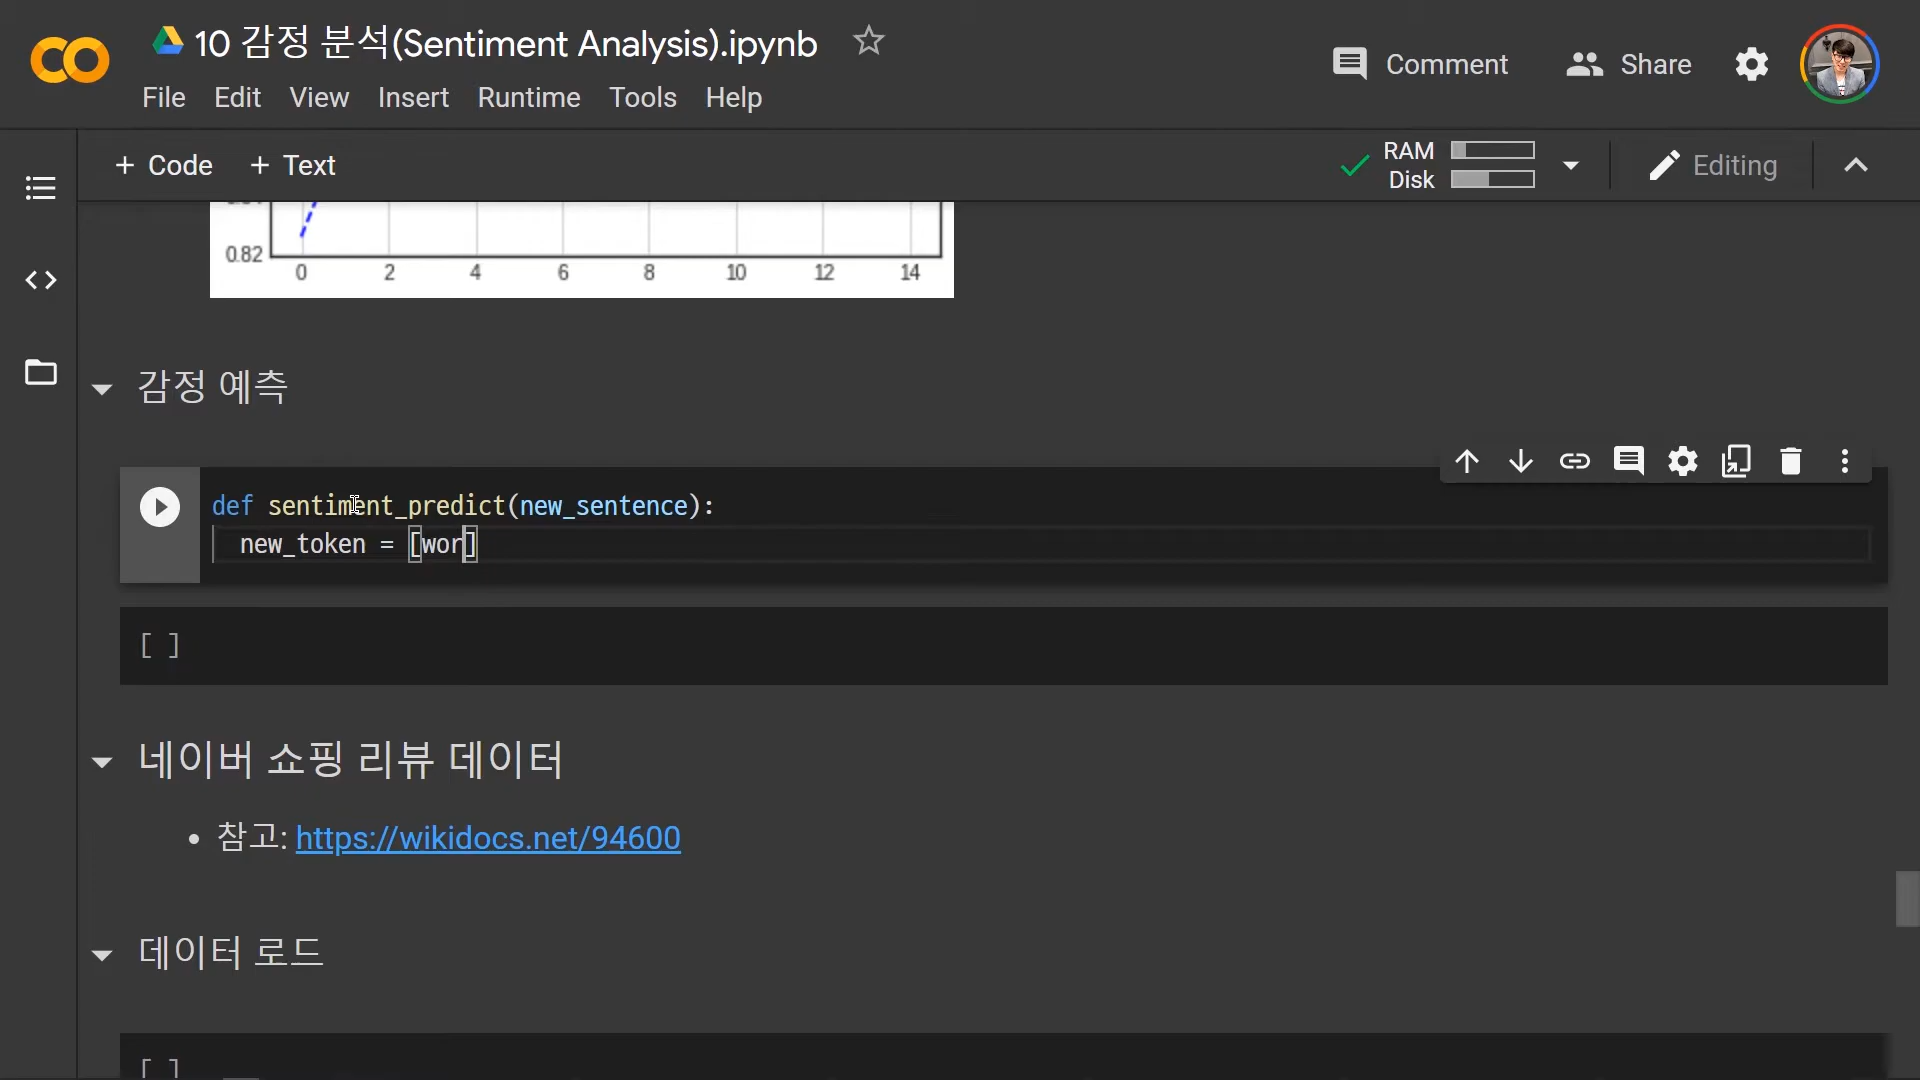 10 감정 분석(Sentiment Analysis).ipynb
Comment
Share
File Edit View Insert Runtime Tools Help
+ Code + Text
RAM
Disk
Editing
0.82
0 2 4 6 8 10 12 14
감정 예측
def sentiment_predict(new_sentence):
new_token = [wor]
[ ]
네이버 쇼핑 리뷰 데이터
• 참고: https://wikidocs.net/94600
데이터 로드
[ ]